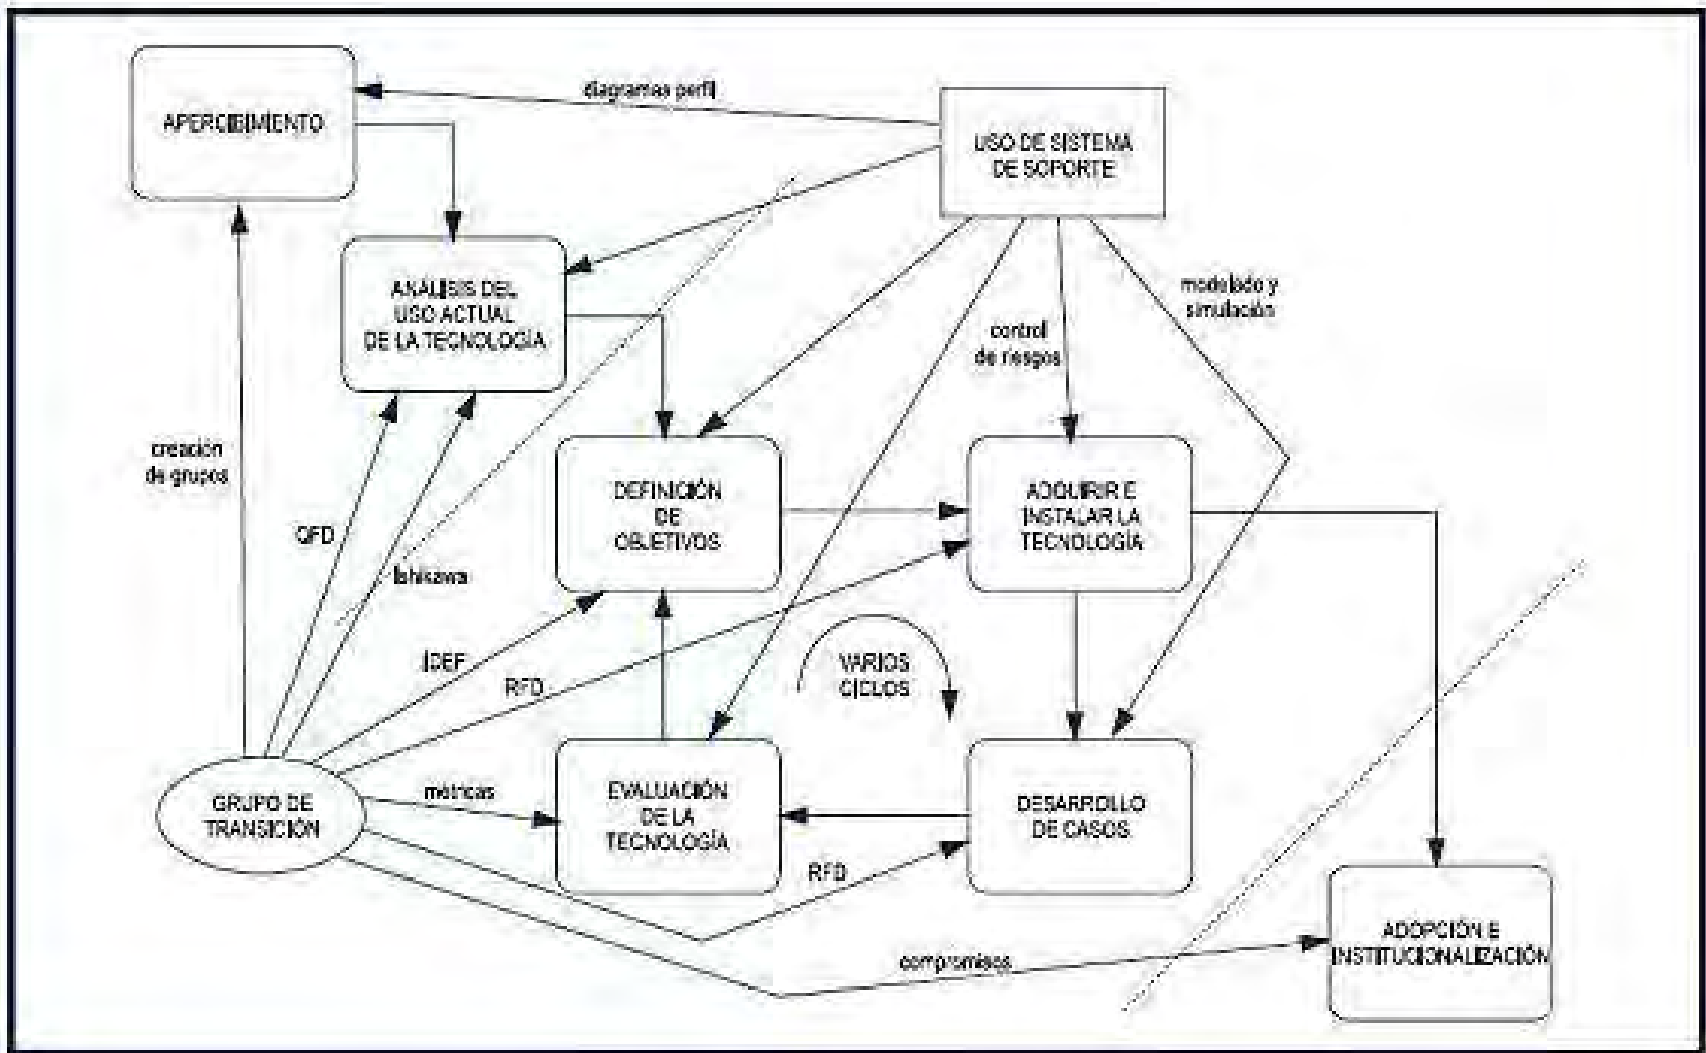 diagramas perfil
APERCIBIMIENTO
USO DE SISTEMA
DE SOPORTE
ANÁLISIS DEL
USO ACTUAL
DE LA TECNOLOGÍA
modelado y
simulación
control
de riesgos
creación
de grupos
DEFINICIÓN
DE
OBJETIVOS
ADQUIRIR E
INSTALAR LA
TECNOLOGÍA
QFD
Ishikawa
IDEF
RFD
VARIOS
CICLOS
GRUPO DE
TRANSICIÓN
métricas
EVALUACIÓN
DE LA
TECNOLOGÍA
DESARROLLO
DE CASOS
RFD
compromisos
ADOPCIÓN E
INSTITUCIONALIZACIÓN